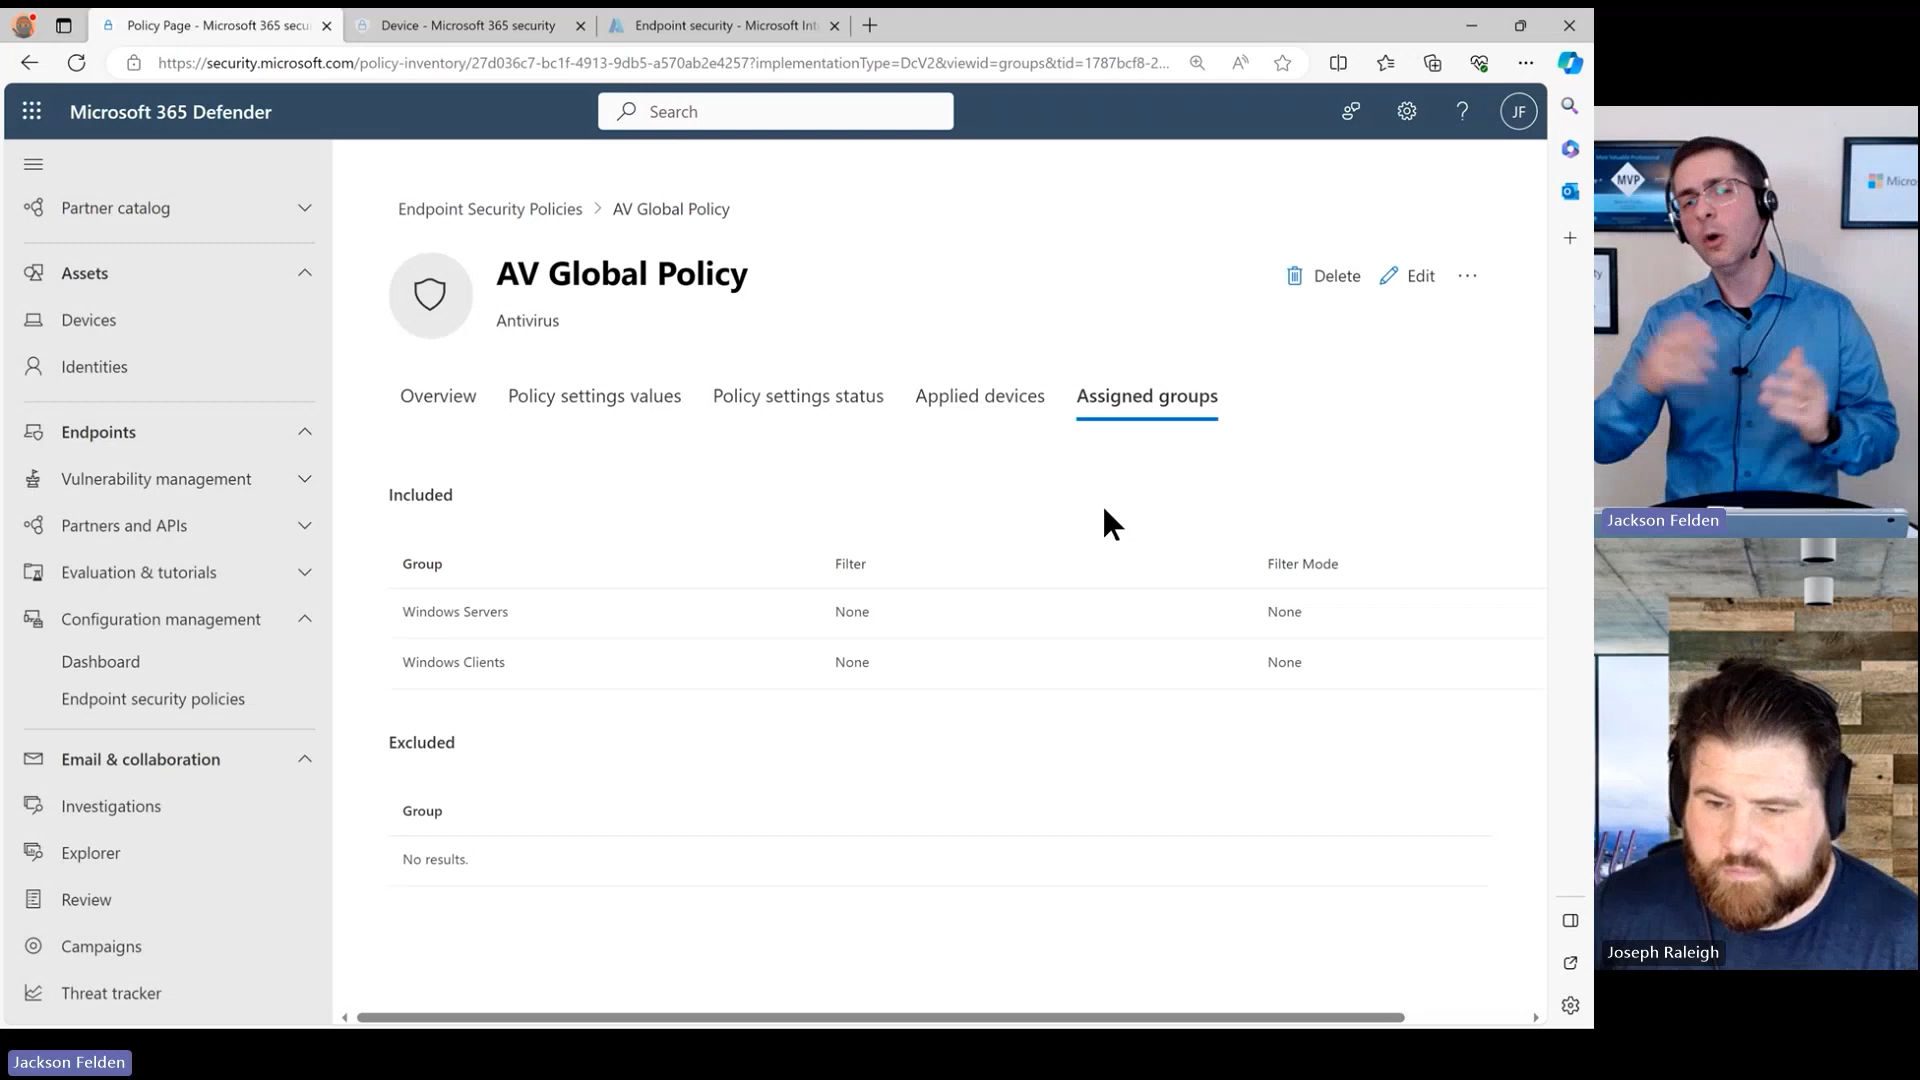 Policy Page - Microsoft 365 secu
Device - Microsoft 365 security
Endpoint security - Microsoft Int
https://security.microsoft.com/policy-inventory/27d036c7-bc1f-4913-9db5-a570ab2e4257?implementationType=DcV2&viewid=groups&tid=1787bcf8-2...
Microsoft 365 Defender
Search
JF
Partner catalog
Assets
Devices
Identities
Endpoints
Vulnerability management
Partners and APIs
Evaluation & tutorials
Configuration management
Dashboard
Endpoint security policies
Email & collaboration
Investigations
Explorer
Review
Campaigns
Threat tracker
Endpoint Security Policies > AV Global Policy
AV Global Policy
Antivirus
Delete
Edit
Overview
Policy settings values
Policy settings status
Applied devices
Assigned groups
Included
Group Filter Filter Mode
Windows Servers None None
Windows Clients None None
Excluded
Group
No results.
MVP
Micro
Jackson Felden
Joseph Raleigh
Jackson Felden